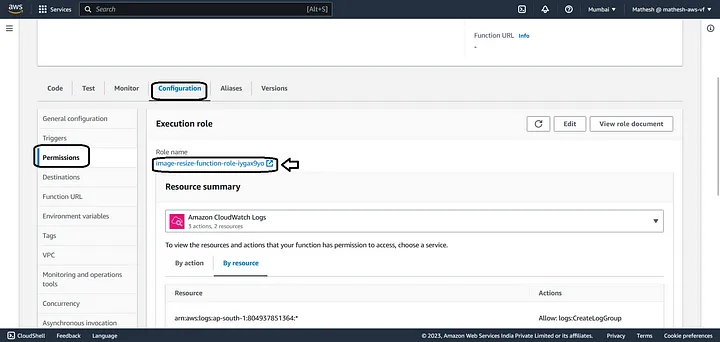 aws
Services
Search
[Alt+S]
Mumbai
Mathesh @ mathesh-aws-vf
Function URL Info
-
Code
Test
Monitor
Configuration
Aliases
Versions
General configuration
Triggers
Permissions
Destinations
Function URL
Environment variables
Tags
VPC
Monitoring and operations
tools
Concurrency
Asynchronous invocation
Execution role
Edit
View role document
Role name
image-resize-function-role-iygax9yo
Resource summary
Amazon CloudWatch Logs
3 actions, 2 resources
To view the resources and actions that your function has permission to access, choose a service.
By action
By resource
Resource
Actions
arn:aws:logs:ap-south-1:804937851364:*
Allow: logs:CreateLogGroup
CloudShell
Feedback
Language
© 2023, Amazon Web Services India Private Limited or its affiliates.
Privacy
Terms
Cookie preferences